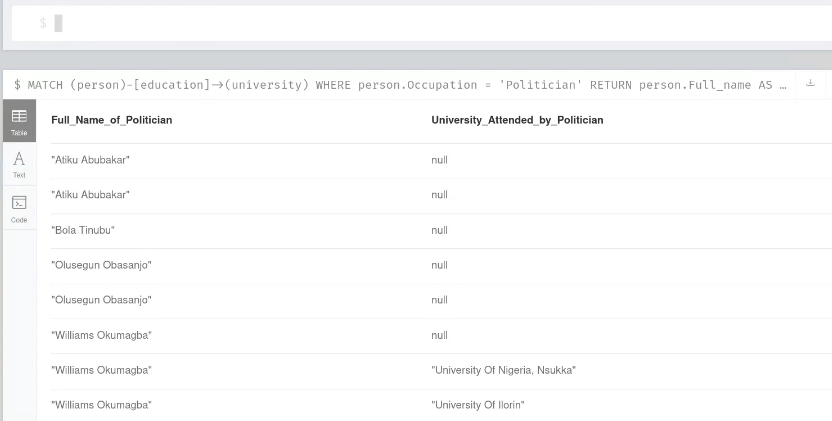 $
$ MATCH (person)-[education]→(university) WHERE person.Occupation = 'Politician' RETURN person.Full_name AS …
Table
Text
Code
Full_Name_of_Politician University_Attended_by_Politician
"Atiku Abubakar" null
"Atiku Abubakar" null
"Bola Tinubu" null
"Olusegun Obasanjo" null
"Olusegun Obasanjo" null
"Williams Okumagba" null
"Williams Okumagba" "University Of Nigeria, Nsukka"
"Williams Okumagba" "University Of Ilorin"